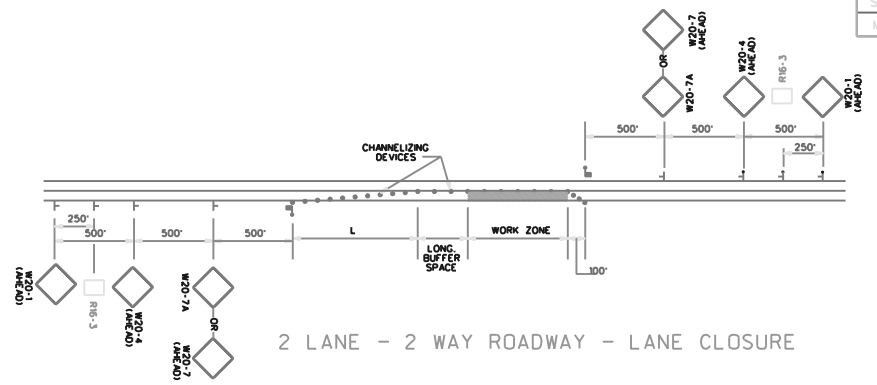 W20-7
(AHEAD)
OR
W20-7A
W20-4
(AHEAD)
R16-3
W20-1
(AHEAD)
500'
500'
500'
250'
CHANNELIZING
DEVICES
250'
500'
500'
500'
L
LONG.
BUFFER
SPACE
WORK ZONE
100'
W20-1
(AHEAD)
R16-3
W20-4
(AHEAD)
W20-7A
OR
W20-7
(AHEAD)
2 LANE - 2 WAY ROADWAY - LANE CLOSURE